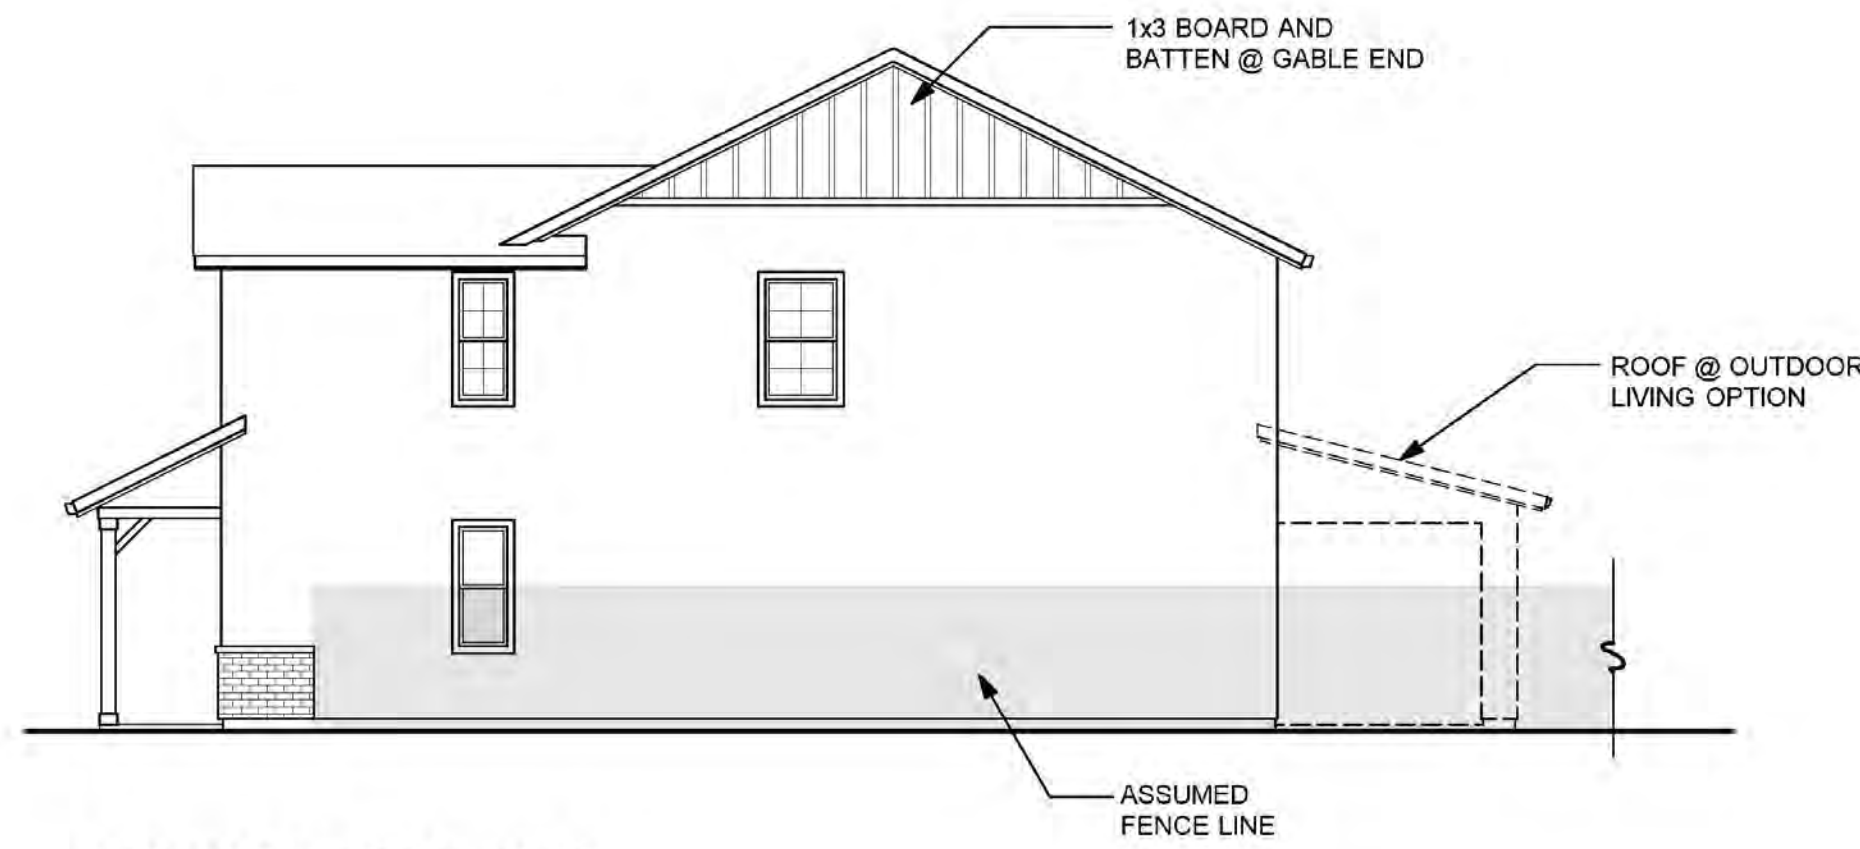 1x3 BOARD AND
BATTEN @ GABLE END
ROOF @ OUTDOOR
LIVING OPTION
ASSUMED
FENCE LINE